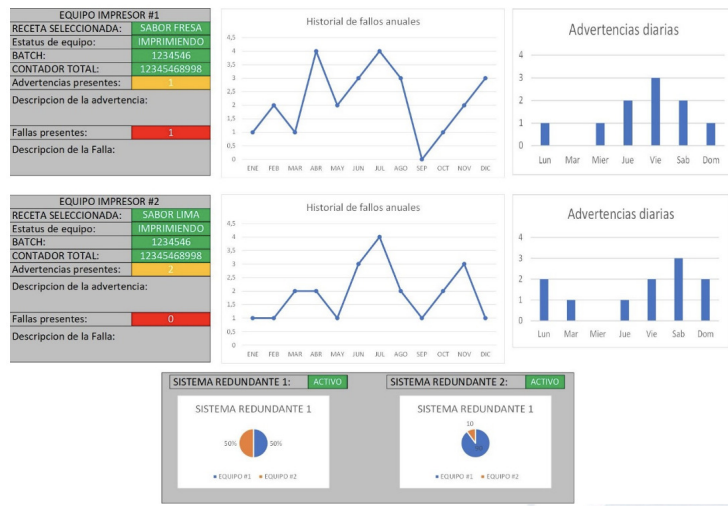 EQUIPO IMPRESOR #1
RECETA SELECCIONADA: SABOR FRESA
Estatus de equipo: IMPRIMIENDO
BATCH: 1234546
CONTADOR TOTAL: 12345468998
Advertencias presentes: 1
Descripcion de la advertencia:
Fallas presentes: 1
Descripcion de la Falla:
Historial de fallos anuales
4,5
4
3,5
3
2,5
2
1,5
1
0,5
0
ENE FEB MAR ABR MAY JUN JUL AGO SEP OCT NOV DIC
Advertencias diarias
4
3
2
1
0
Lun Mar Mier Jue Vie Sab Dom
EQUIPO IMPRESOR #2
RECETA SELECCIONADA: SABOR LIMA
Estatus de equipo: IMPRIMIENDO
BATCH: 1234546
CONTADOR TOTAL: 12345468998
Advertencias presentes: 2
Descripcion de la advertencia:
Fallas presentes: 0
Descripcion de la Falla:
Historial de fallos anuales
4,5
4
3,5
3
2,5
2
1,5
1
0,5
0
ENE FEB MAR ABR MAY JUN JUL AGO SEP OCT NOV DIC
Advertencias diarias
4
3
2
1
0
Lun Mar Mier Jue Vie Sab Dom
SISTEMA REDUNDANTE 1: ACTIVO
SISTEMA REDUNDANTE 1
50% 50%
EQUIPO #1 EQUIPO #2
SISTEMA REDUNDANTE 2: ACTIVO
SISTEMA REDUNDANTE 1
10
EQUIPO #1 EQUIPO #2